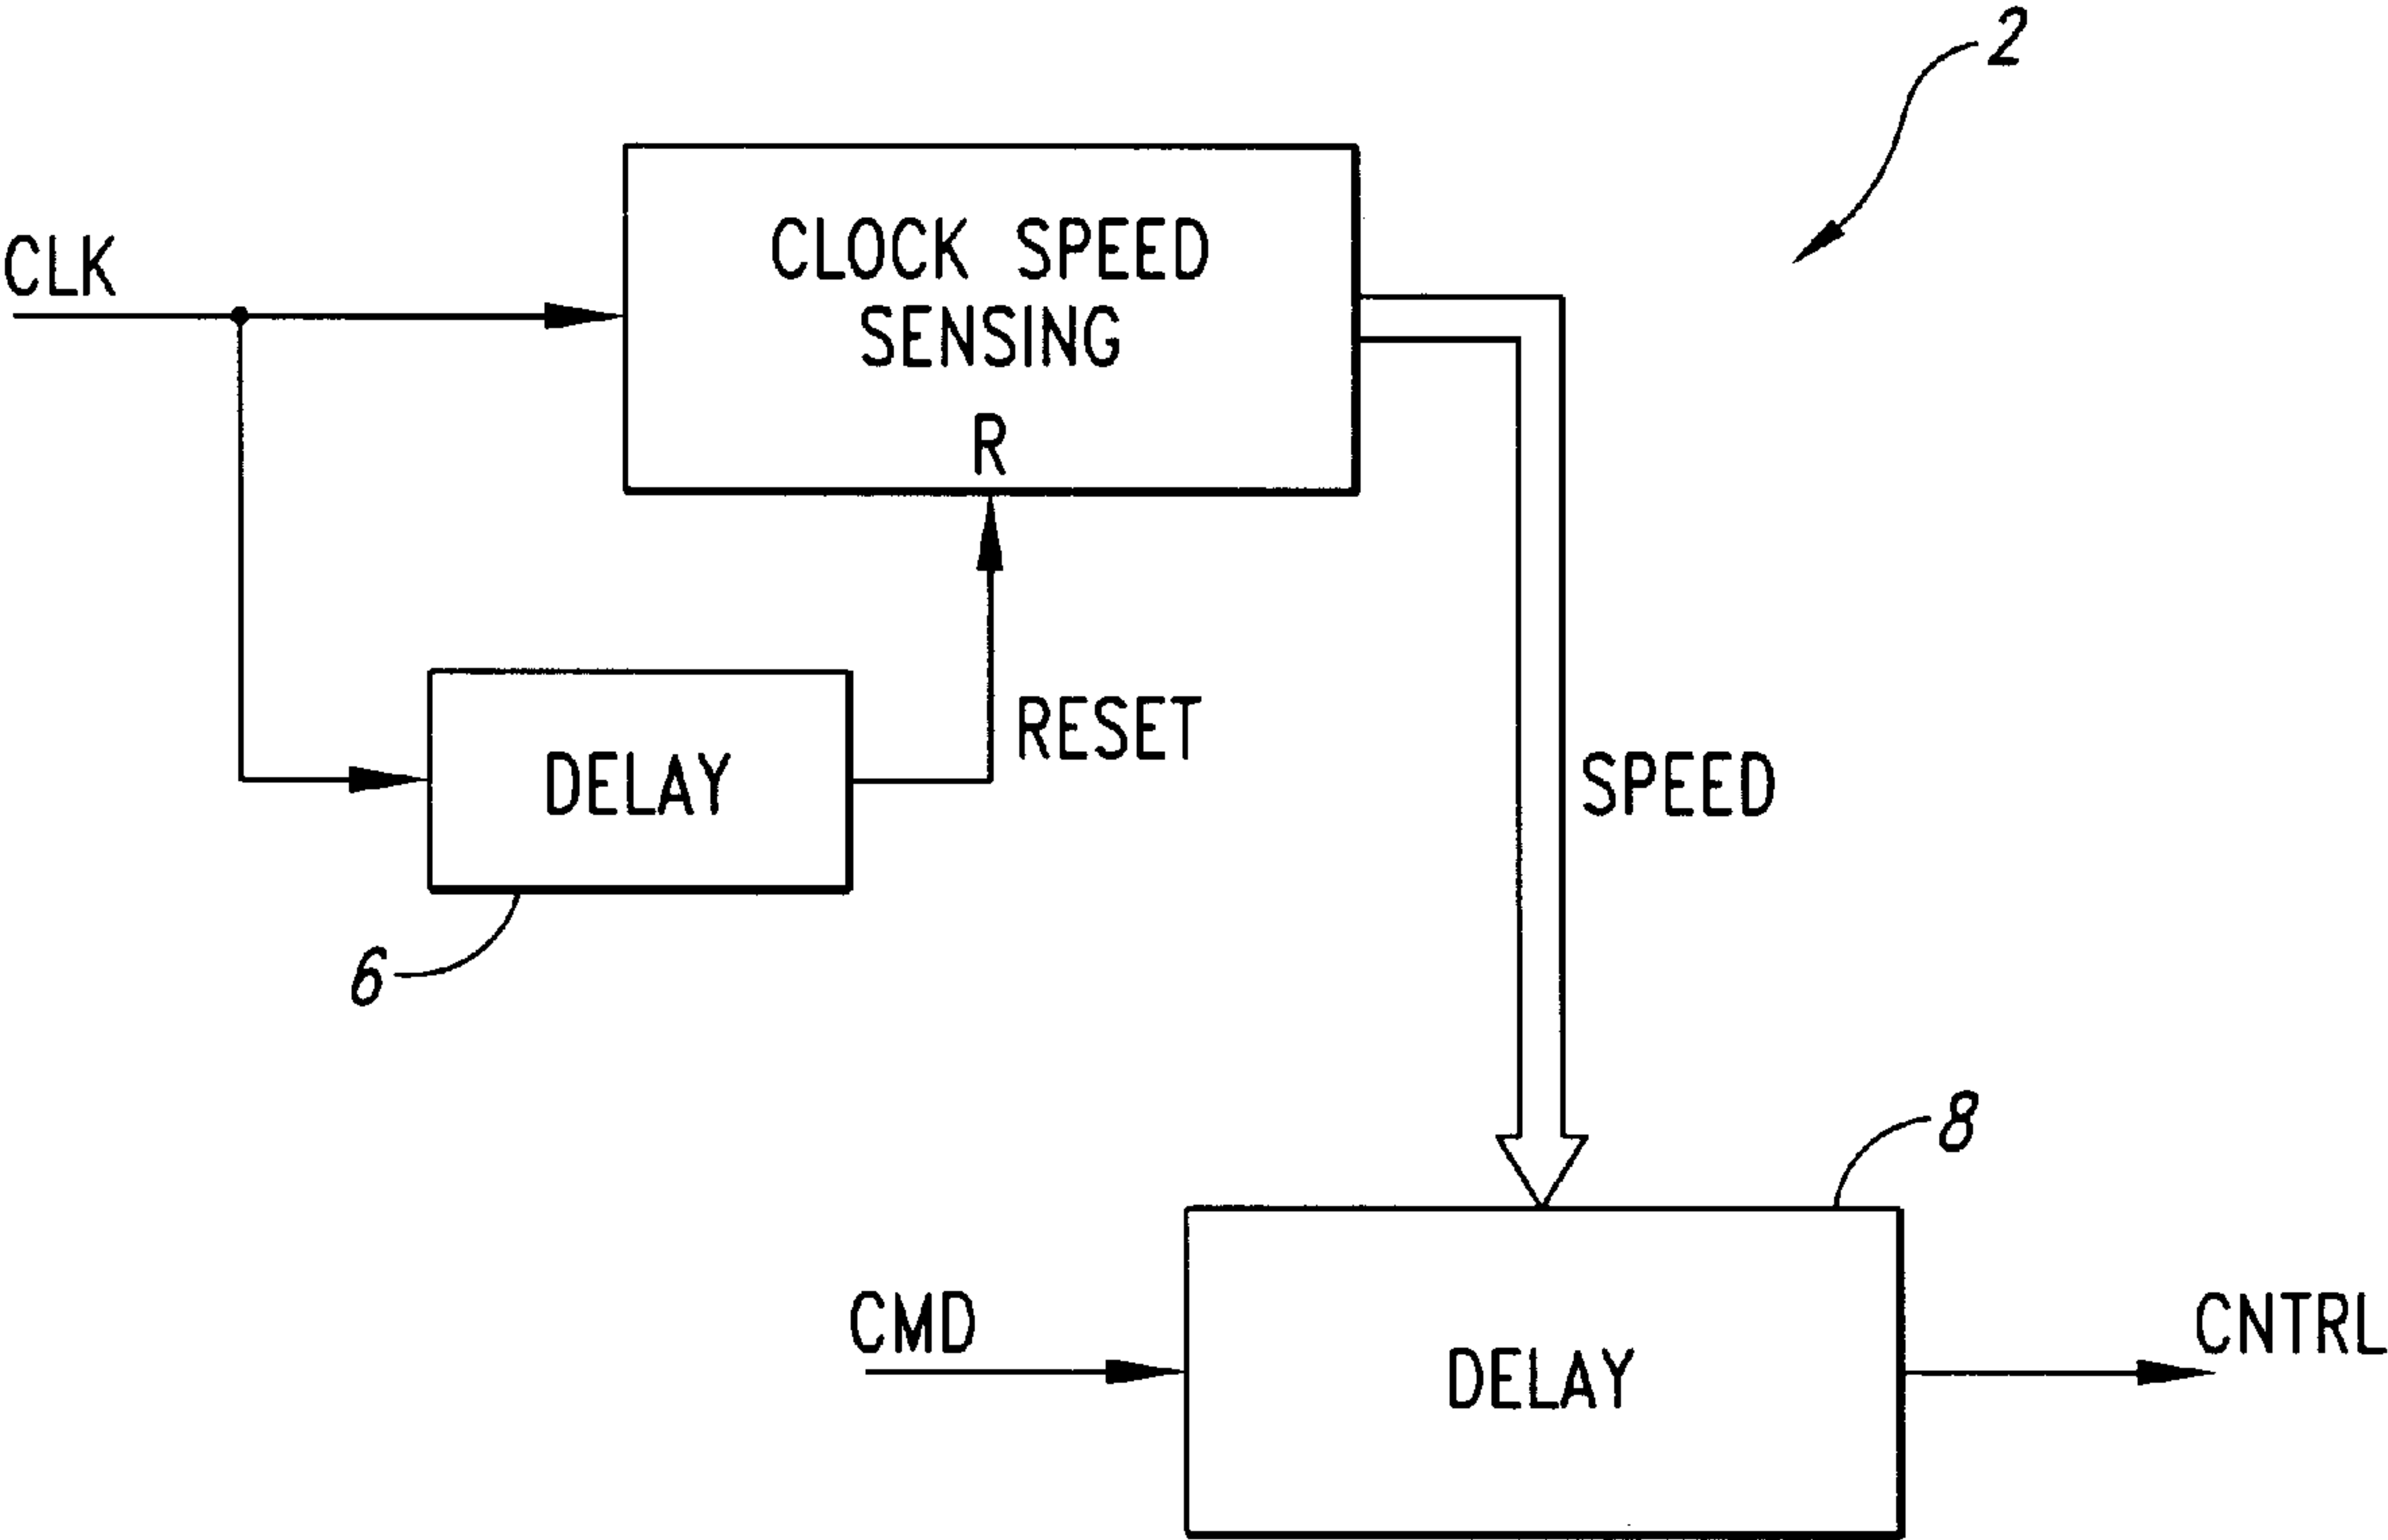 2
CLK
CLOCK SPEED
SENSING
R
RESET
DELAY
SPEED
6
8
CMD
DELAY
CNTRL